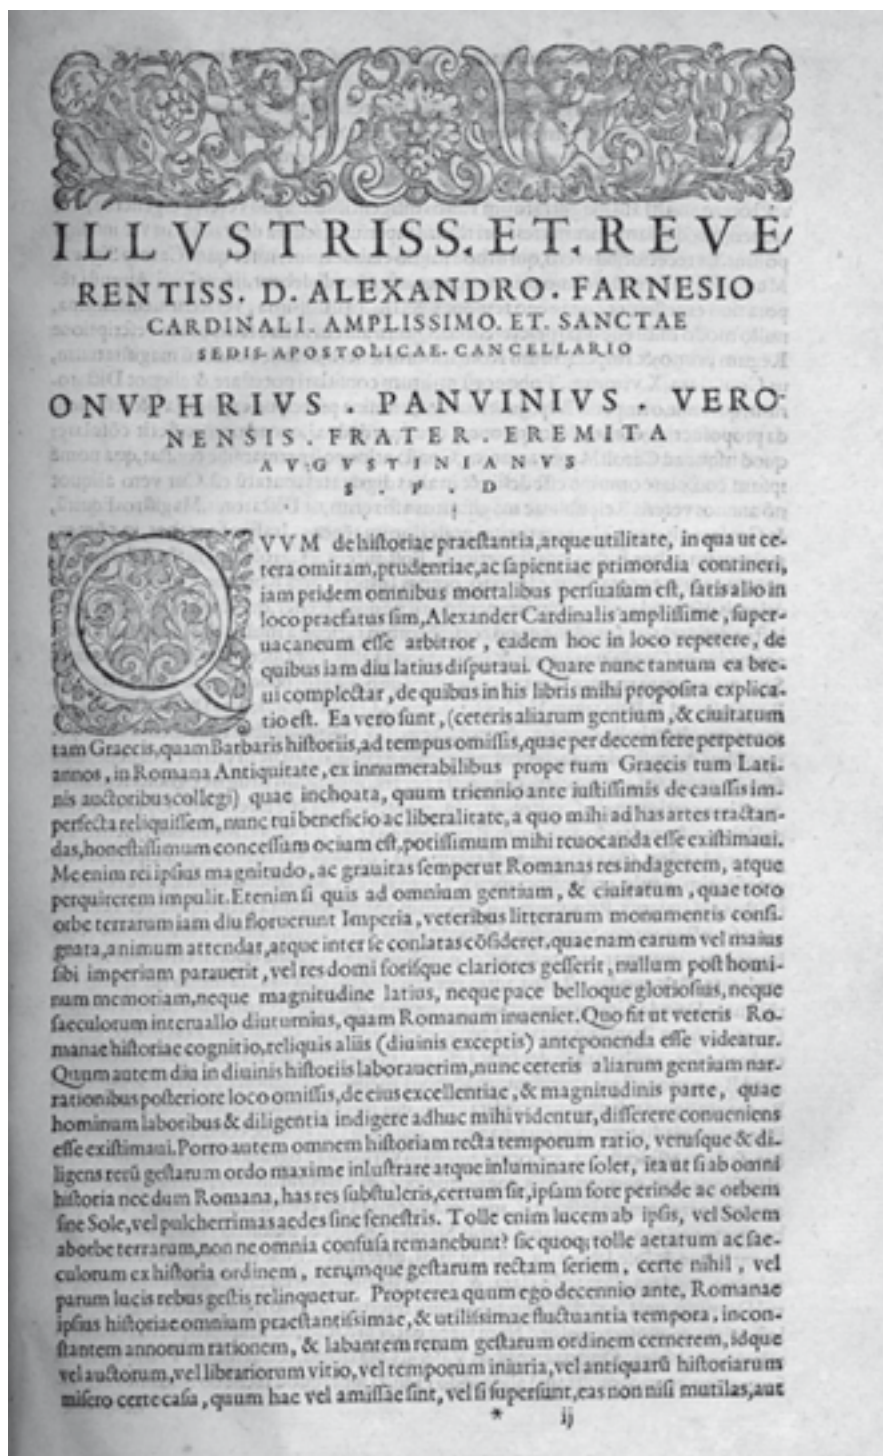 ILLVSTRISS. ET. REVE/
RENTISS. D. ALEXANDRO. FARNESIO
CARDINALI. AMPLISSIMO. ET. SANCTAE
SEDIS. APOSTOLICAE. CANCELLARIO
ONVPHRIVS . PANVINIVS . VERO-
NENSIS . FRATER . EREMITA
AVGVSTINIANVS
S . P . D
QVVM de historiae praestantia, atque utilitate, in qua ut ce-
tera omitam, prudentiae, ac sapientiae primordia contineri,
iam pridem omnibus mortalibus persuasum est, satis alio in
loco praefatus sim, Alexander Cardinalis amplissime, super-
uacaneum esse arbitror, eadem hoc in loco repetere, de
quibus iam diu latius disputaui. Quare nunc tantum ea bre-
ui complectar, de quibus in his libris mihi proposita explica-
tio est. Ea vero sunt, (ceteris aliarum gentium, & ciuitatum
tam Graecis, quam Barbaris historiis, ad tempus omissis, quae per decem fere perpetuos
annos, in Romana Antiquitate, ex innumerabilibus prope tum Graecis tum Lati-
nis auctoribus collegi) quae inchoata, quum triennio ante iustissimis de caussis im-
perfecta reliquissem, nunc tui beneficio ac liberalitate, a quo mihi ad has artes tractan-
das, honestissimum concessum ocium est, potissimum mihi reuocanda esse existimaui.
Me enim rei ipsius magnitudo, ac grauitas semper ut Romanas res indagerem, atque
perquirerem impulit. Etenim si quis ad omnium gentium, & ciuitatum, quae toto
orbe terrarum iam diu floruerunt Imperia, veteribus litterarum monumentis consi-
gnata, animum attendat, atque inter se conlatas cōsideret, quae nam earum vel maius
sibi imperium parauerit, vel res domi forisque clariores gesserit, nullum post homi-
num memoriam, neque magnitudine latius, neque pace belloque gloriosius, neque
saeculorum interuallo diuturnius, quam Romanum inueniet. Quo fit ut veteris Ro-
manae historiae cognitio, reliquis aliis (diuinis exceptis) anteponenda esse videatur.
Quum autem diu in diuinis historiis laborauerim, nunc ceteris aliarum gentium nar-
rationibus posteriore loco omissis, de eius excellentiae, & magnitudinis parte, quae
hominum laboribus & diligentia indigere adhuc mihi videntur, disserere conueniens
esse existimaui. Porro autem omnem historiam recta temporum ratio, verusque & di-
ligens rerū gestarum ordo maxime inlustrare atque inluminare solet, ita ut si ab omni
historia nec dum Romana, has res substuleris, certum sit, ipsam fore perinde ac orbem
sine Sole, vel pulcherrimas aedes sine fenestris. Tolle enim lucem ab ipsis, vel Solem
ab orbe terrarum, non ne omnia confusa remanebunt? sic quoq; tolle aetatum ac sae-
culorum ex historia ordinem, rerumque gestarum rectam seriem, certe nihil, vel
parum lucis rebus gestis relinquetur. Propterea quum ego decennio ante, Romanae
ipsius historiae omnium praestantissimae, & utilissimae fluctuantia tempora, incon-
stantem annorum rationem, & labantem rerum gestarum ordinem cernerem, idque
vel auctorum, vel librariorum vitio, vel temporum iniuria, vel antiquarū historiarum
misero certe casu, quum hae vel amissae sint, vel si supersunt, eas non nisi mutilas, aut
* ij